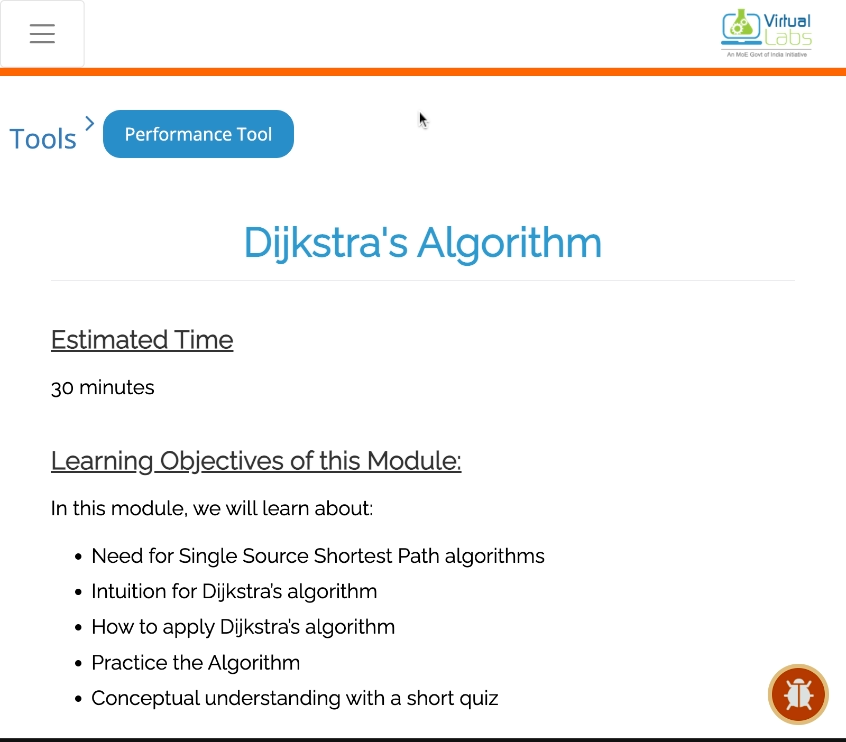 Virtual
Labs
An MoE Govt of India Initiative
Tools
Performance Tool
Dijkstra's Algorithm
Estimated Time
30 minutes
Learning Objectives of this Module:
In this module, we will learn about:
Need for Single Source Shortest Path algorithms
Intuition for Dijkstra's algorithm
How to apply Dijkstra's algorithm
Practice the Algorithm
Conceptual understanding with a short quiz